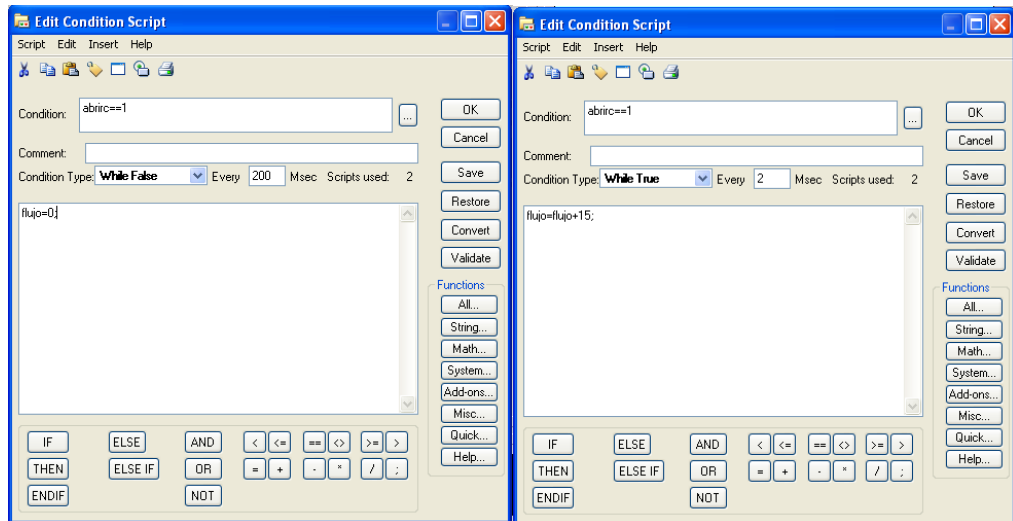 Edit Condition Script
Script Edit Insert Help
Condition: abrirc==1 ...
OK
Cancel
Comment:
Condition Type: While False Every 200 Msec Scripts used: 2
Save
Restore
Convert
Validate
flujo=0;
Functions
All...
String...
Math...
System...
Add-ons...
Misc...
Quick...
Help...
IF ELSE AND < <= == <> >= >
THEN ELSE IF OR = + - * / ;
ENDIF NOT
Edit Condition Script
Script Edit Insert Help
Condition: abrirc==1 ...
OK
Cancel
Comment:
Condition Type: While True Every 2 Msec Scripts used: 2
Save
Restore
Convert
Validate
flujo=flujo+15;
Functions
All...
String...
Math...
System...
Add-ons...
Misc...
Quick...
Help...
IF ELSE AND < <= == <> >= >
THEN ELSE IF OR = + - * / ;
ENDIF NOT